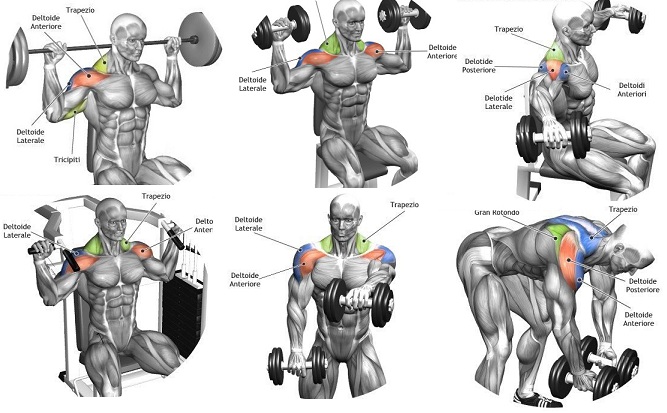 Trapezio
Deltoide
Anteriore
Deltoide
Laterale
Tricipiti
Deltoide
Anteriore
Deltoide
Laterale
Trapezio
Delotide
Posteriore
Delotide
Laterale
Deltoidi
Anteriori
Trapezio
Deltoide
Laterale
Delto
Anter
Deltoide
Laterale
Trapezio
Deltoide
Anteriore
Gran Rotondo
Trapezio
Deltoide
Posteriore
Deltoide
Anteriore